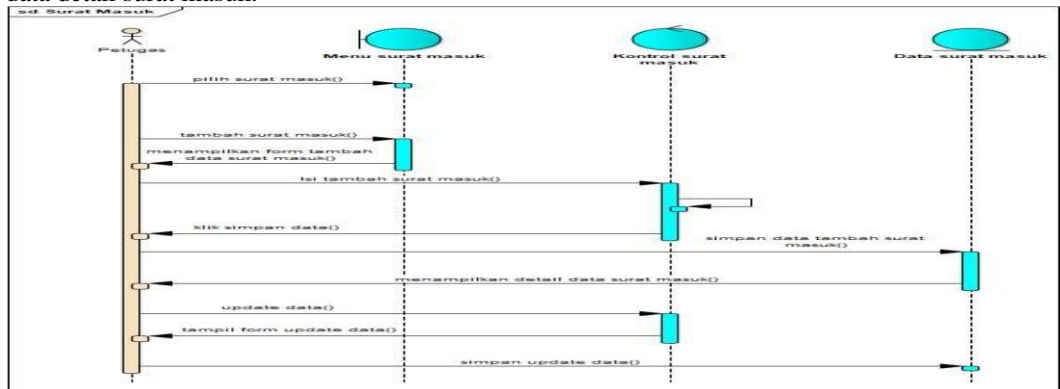 data detail surat masuk.
sd Surat Masuk
Petugas
Menu surat masuk
Kontrol surat
masuk
Data surat masuk
pilih surat masuk()
tambah surat masuk()
menampilkan form tambah
data surat masuk()
Isi tambah surat masuk()
klik simpan data()
simpan data tambah surat
masuk()
menampilkan detail data surat masuk()
update data()
tampil form update data()
simpan update data()